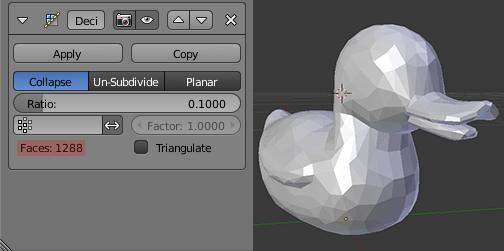 Deci
Apply Copy
Collapse Un-Subdivide Planar
Ratio: 0.1000
Factor: 1.0000
Faces: 1288 Triangulate